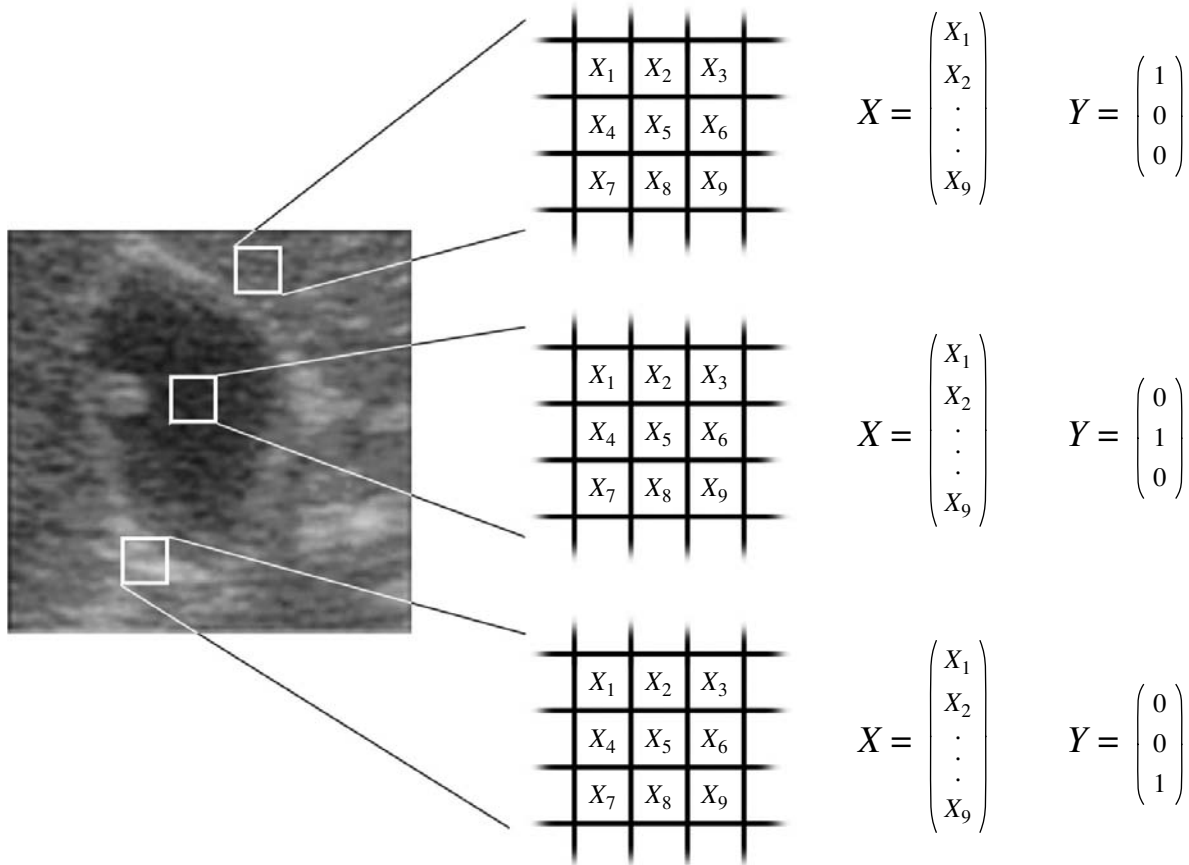 X₁ X₂ X₃
X₄ X₅ X₆
X₇ X₈ X₉
X = ( X₁ X₂ . . . X₉ )
Y = ( 1 0 0 )
X₁ X₂ X₃
X₄ X₅ X₆
X₇ X₈ X₉
X = ( X₁ X₂ . . . X₉ )
Y = ( 0 1 0 )
X₁ X₂ X₃
X₄ X₅ X₆
X₇ X₈ X₉
X = ( X₁ X₂ . . . X₉ )
Y = ( 0 0 1 )